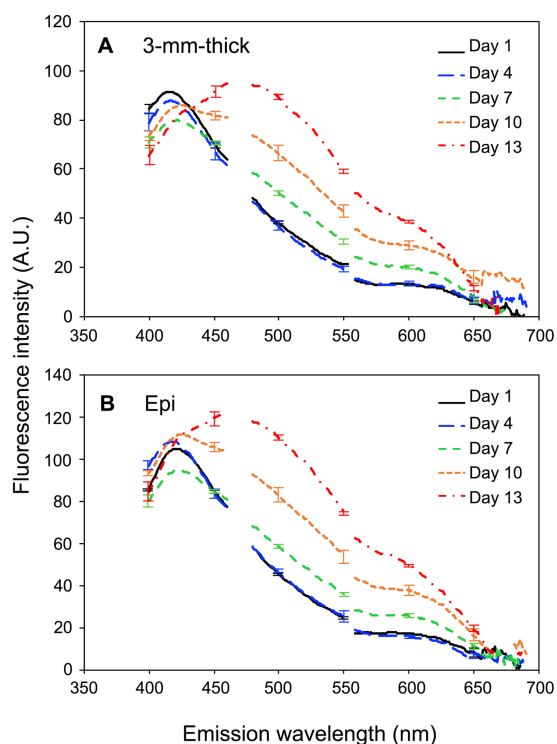 Fluorescence intensity (A.U.)
A 3-mm-thick
Day 1
Day 4
Day 7
Day 10
Day 13
120
100
80
60
40
20
0
350 400 450 500 550 600 650 700
B Epi
Day 1
Day 4
Day 7
Day 10
Day 13
140
120
100
80
60
40
20
0
350 400 450 500 550 600 650 700
Emission wavelength (nm)